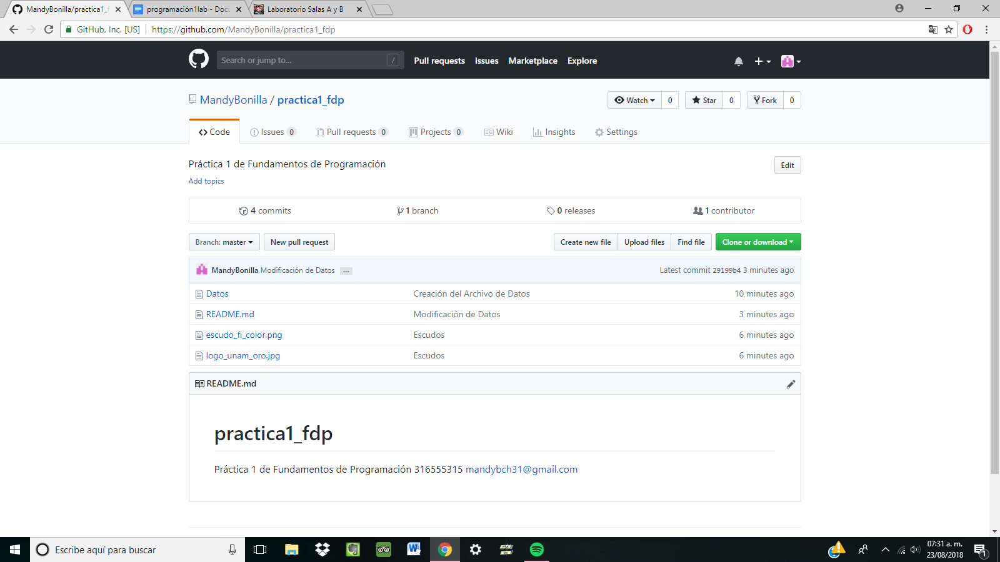 MandyBonilla/practica1_f
programación1lab - Docu
Laboratorio Salas A y B
GitHub, Inc. [US]
https://github.com/MandyBonilla/practica1_fdp
Search or jump to...
/
Pull requests
Issues
Marketplace
Explore
MandyBonilla / practica1_fdp
Watch 0
Star 0
Fork 0
Code
Issues 0
Pull requests 0
Projects 0
Wiki
Insights
Settings
Práctica 1 de Fundamentos de Programación
Edit
Add topics
4 commits
1 branch
0 releases
1 contributor
Branch: master
New pull request
Create new file
Upload files
Find file
Clone or download
MandyBonilla Modificación de Datos ...
Latest commit 29199b4 3 minutes ago
Datos Creación del Archivo de Datos 10 minutes ago
README.md Modificación de Datos 3 minutes ago
escudo_fi_color.png Escudos 6 minutes ago
logo_unam_oro.jpg Escudos 6 minutes ago
README.md
practica1_fdp
Práctica 1 de Fundamentos de Programación 316555315 mandybch31@gmail.com
Escribe aquí para buscar
07:31 a. m.
23/08/2018
1